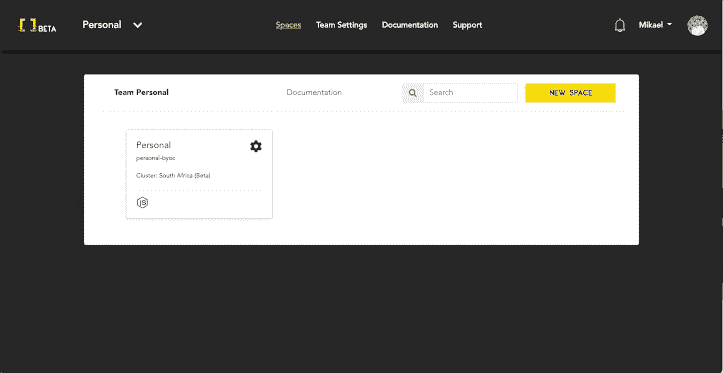 [ ] BETA
Personal
Spaces Team Settings Documentation Support
Mikael
Team Personal Documentation Search NEW SPACE
Personal
personal-byoc
Cluster: South Africa (Beta)
JS